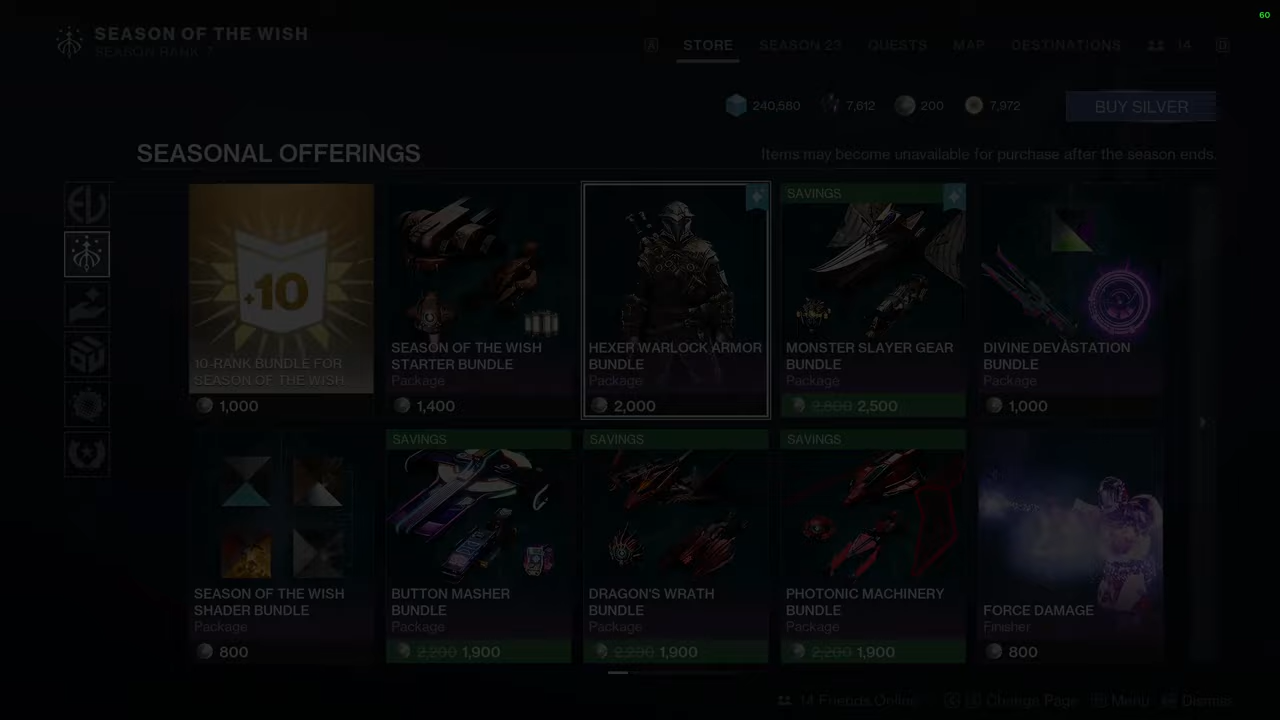 60
SEASON OF THE WISH
SEASON RANK 7
A STORE SEASON 23 QUESTS MAP DESTINATIONS 14 D
240,580 7,612 200 7,972 BUY SILVER
SEASONAL OFFERINGS
Items may become unavailable for purchase after the season ends.
+10
10-RANK BUNDLE FOR
SEASON OF THE WISH
1,000
SEASON OF THE WISH
STARTER BUNDLE
Package
1,400
HEXER WARLOCK ARMOR
BUNDLE
Package
2,000
SAVINGS
MONSTER SLAYER GEAR
BUNDLE
Package
2,800 2,500
DIVINE DEVASTATION
BUNDLE
Package
1,000
SEASON OF THE WISH
SHADER BUNDLE
Package
800
SAVINGS
BUTTON MASHER
BUNDLE
Package
2,200 1,900
SAVINGS
DRAGON'S WRATH
BUNDLE
Package
2,290 1,900
SAVINGS
PHOTONIC MACHINERY
BUNDLE
Package
2,200 1,900
FORCE DAMAGE
Finisher
800
14 Friends Online Change Page Menu Dismiss